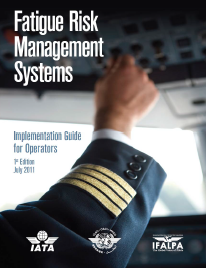 Fatigue Risk
Management
Systems
Implementation Guide
for Operators
1st Edition
July 2011
IATA
IFALPA